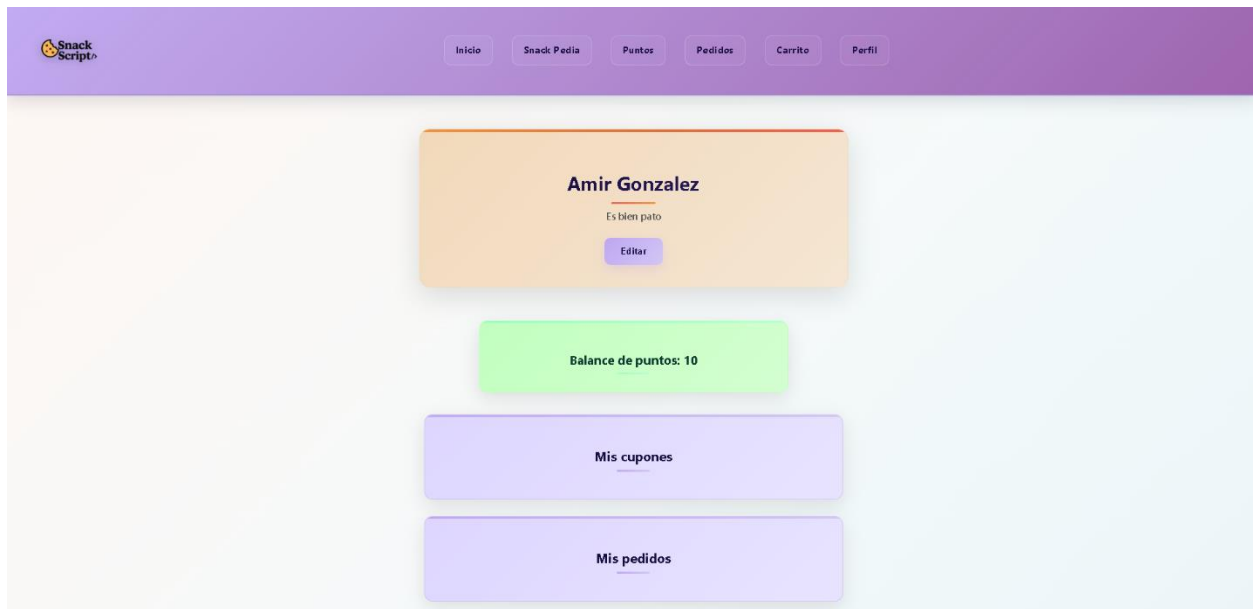 Snack
Script/>
Inicio
Snack Pedia
Puntos
Pedidos
Carrito
Perfil
Amir Gonzalez
Es bien pato
Editar
Balance de puntos: 10
Mis cupones
Mis pedidos